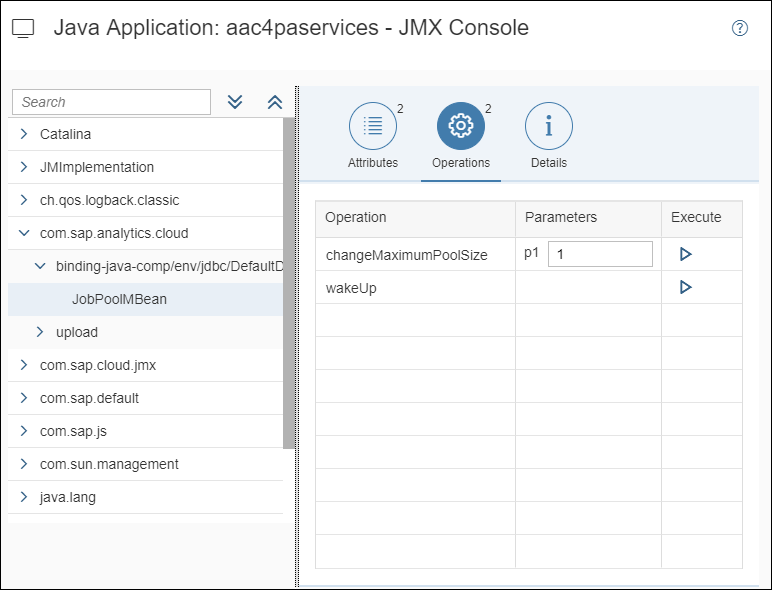 Java Application: aac4paservices - JMX Console
?
Search
Catalina
JMImplementation
ch.qos.logback.classic
com.sap.analytics.cloud
binding-java-comp/env/jdbc/DefaultD
JobPoolMBean
upload
com.sap.cloud.jmx
com.sap.default
com.sap.js
com.sun.management
java.lang
2
Attributes
2
Operations
i
Details
Operation Parameters Execute
changeMaximumPoolSize p1 1
wakeUp